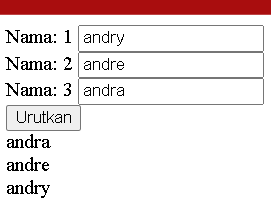 Nama: 1 andry
Nama: 2 andre
Nama: 3 andra
Urutkan
andra
andre
andry